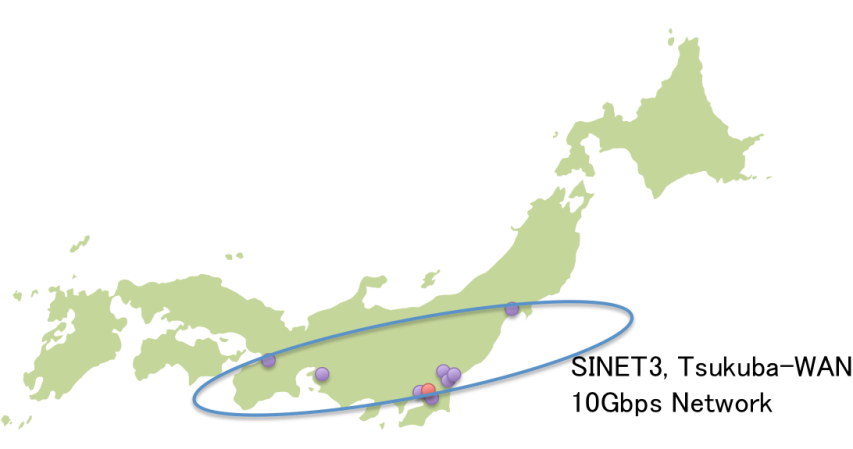 SINET3, Tsukuba-WAN
10Gbps Network